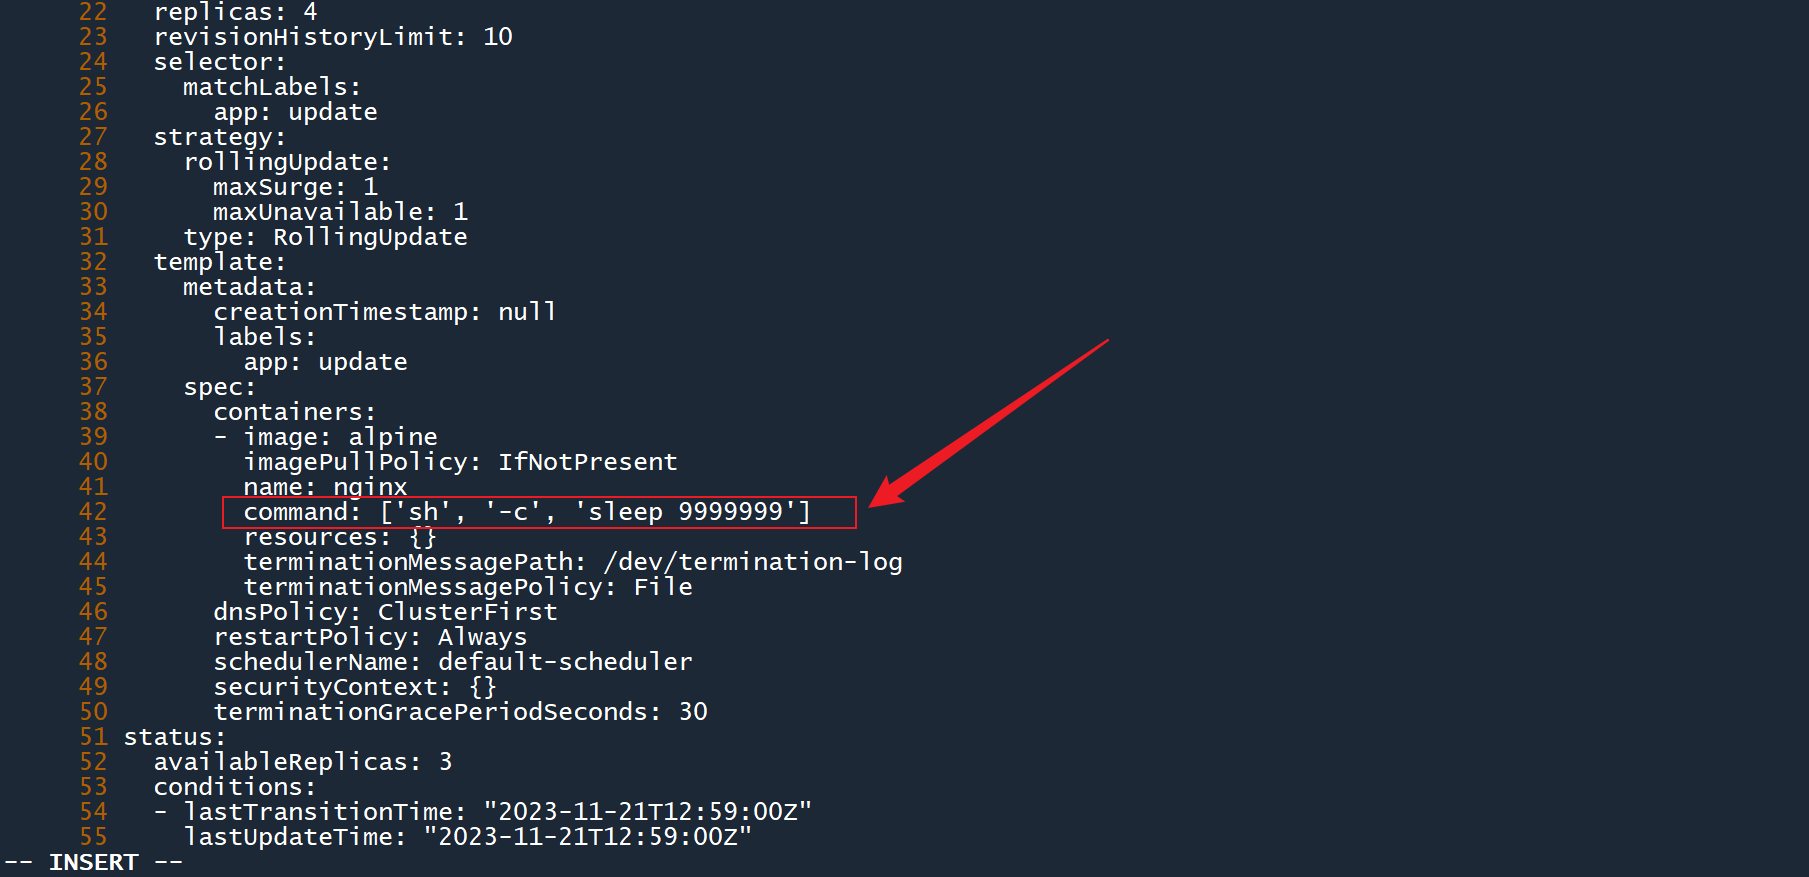 22   replicas: 4
23   revisionHistoryLimit: 10
24   selector:
25     matchLabels:
26       app: update
27   strategy:
28     rollingUpdate:
29       maxSurge: 1
30       maxUnavailable: 1
31     type: RollingUpdate
32   template:
33     metadata:
34       creationTimestamp: null
35       labels:
36         app: update
37     spec:
38       containers:
39       - image: alpine
40         imagePullPolicy: IfNotPresent
41         name: nginx
42         command: ['sh', '-c', 'sleep 9999999']
43         resources: {}
44         terminationMessagePath: /dev/termination-log
45         terminationMessagePolicy: File
46       dnsPolicy: ClusterFirst
47       restartPolicy: Always
48       schedulerName: default-scheduler
49       securityContext: {}
50       terminationGracePeriodSeconds: 30
51 status:
52   availableReplicas: 3
53   conditions:
54   - lastTransitionTime: "2023-11-21T12:59:00Z"
55     lastUpdateTime: "2023-11-21T12:59:00Z"
-- INSERT --